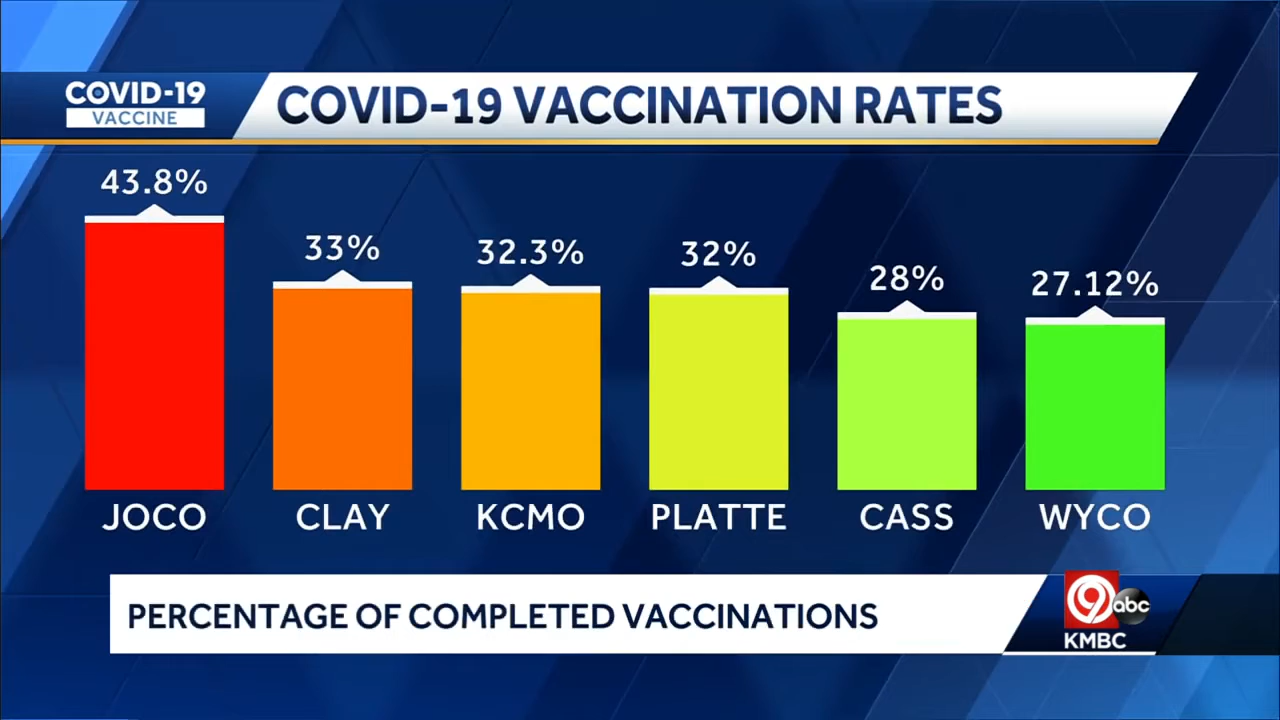 COVID-19
VACCINE
COVID-19 VACCINATION RATES
43.8%
33%
32.3%
32%
28%
27.12%
JOCO
CLAY
KCMO
PLATTE
CASS
WYCO
PERCENTAGE OF COMPLETED VACCINATIONS
9
abc
KMBC